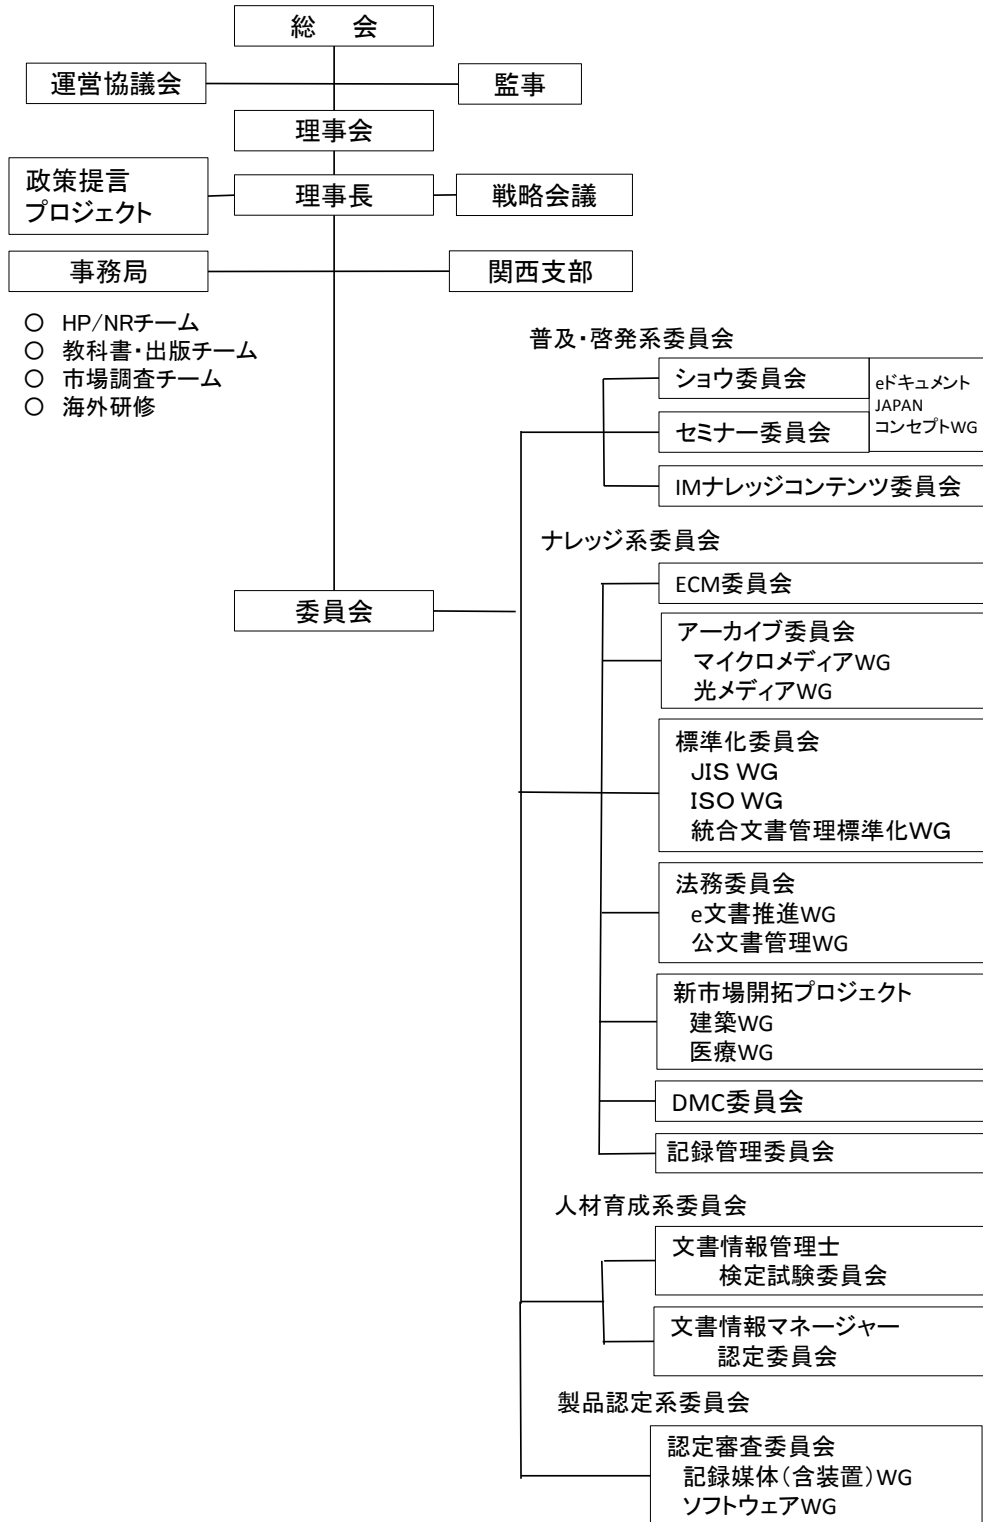 総　会
運営協議会
監事
理事会
政策提言
プロジェクト
理事長
戦略会議
事務局
関西支部
○ HP/NRチーム
○ 教科書・出版チーム
○ 市場調査チーム
○ 海外研修
普及・啓発系委員会
ショウ委員会
セミナー委員会
eドキュメント
JAPAN
コンセプトWG
IMナレッジコンテンツ委員会
ナレッジ系委員会
委員会
ECM委員会
アーカイブ委員会
マイクロメディアWG
光メディアWG
標準化委員会
JIS WG
ISO WG
統合文書管理標準化WG
法務委員会
e文書推進WG
公文書管理WG
新市場開拓プロジェクト
建築WG
医療WG
DMC委員会
記録管理委員会
人材育成系委員会
文書情報管理士
検定試験委員会
文書情報マネージャー
認定委員会
製品認定系委員会
認定審査委員会
記録媒体（含装置）WG
ソフトウェアWG